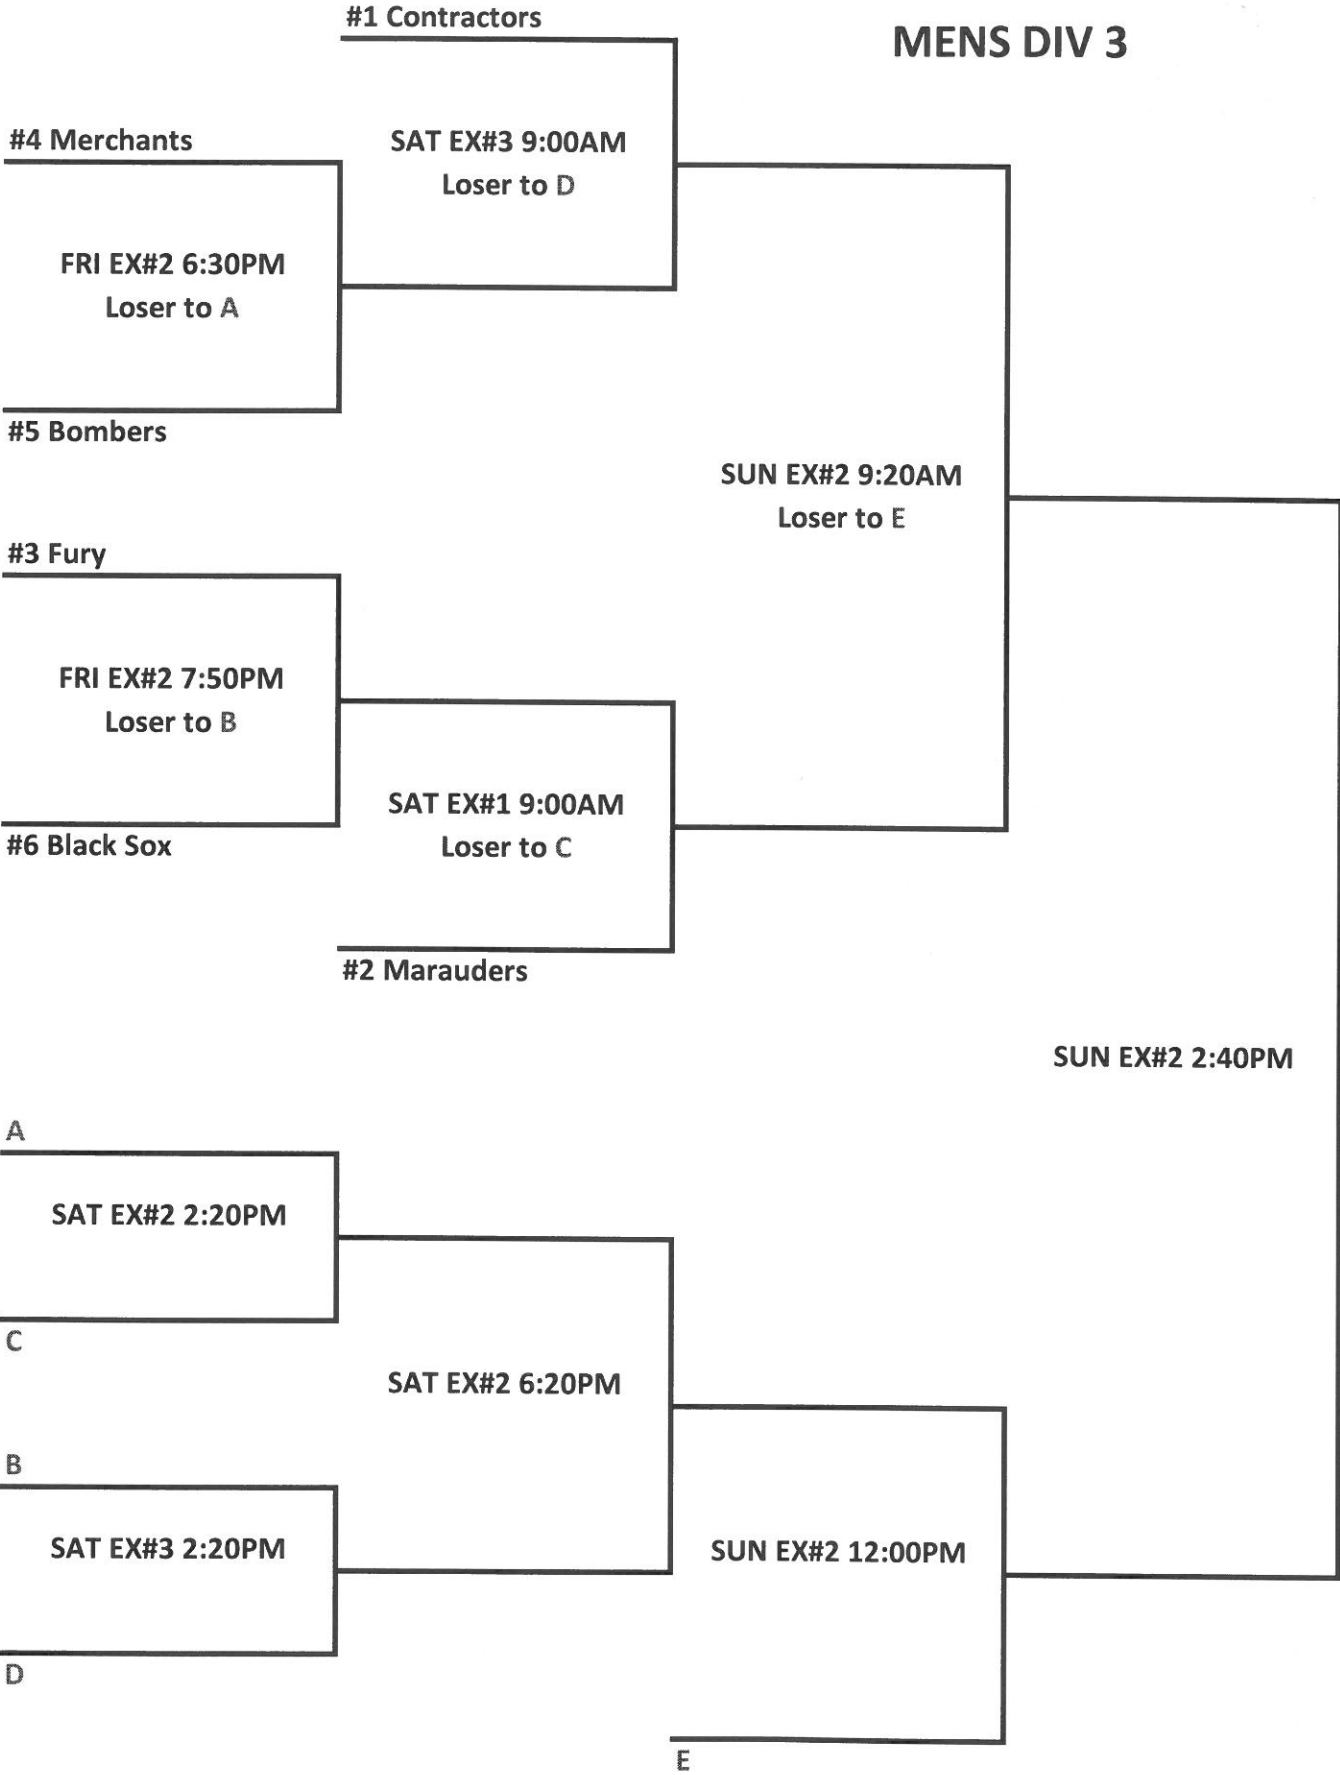 #1 Contractors
MENS DIV 3
#4 Merchants
SAT EX#3 9:00AM
Loser to D
FRI EX#2 6:30PM
Loser to A
#5 Bombers
SUN EX#2 9:20AM
Loser to E
#3 Fury
FRI EX#2 7:50PM
Loser to B
SAT EX#1 9:00AM
Loser to C
#6 Black Sox
#2 Marauders
SUN EX#2 2:40PM
A
SAT EX#2 2:20PM
C
SAT EX#2 6:20PM
B
SAT EX#3 2:20PM
SUN EX#2 12:00PM
D
E